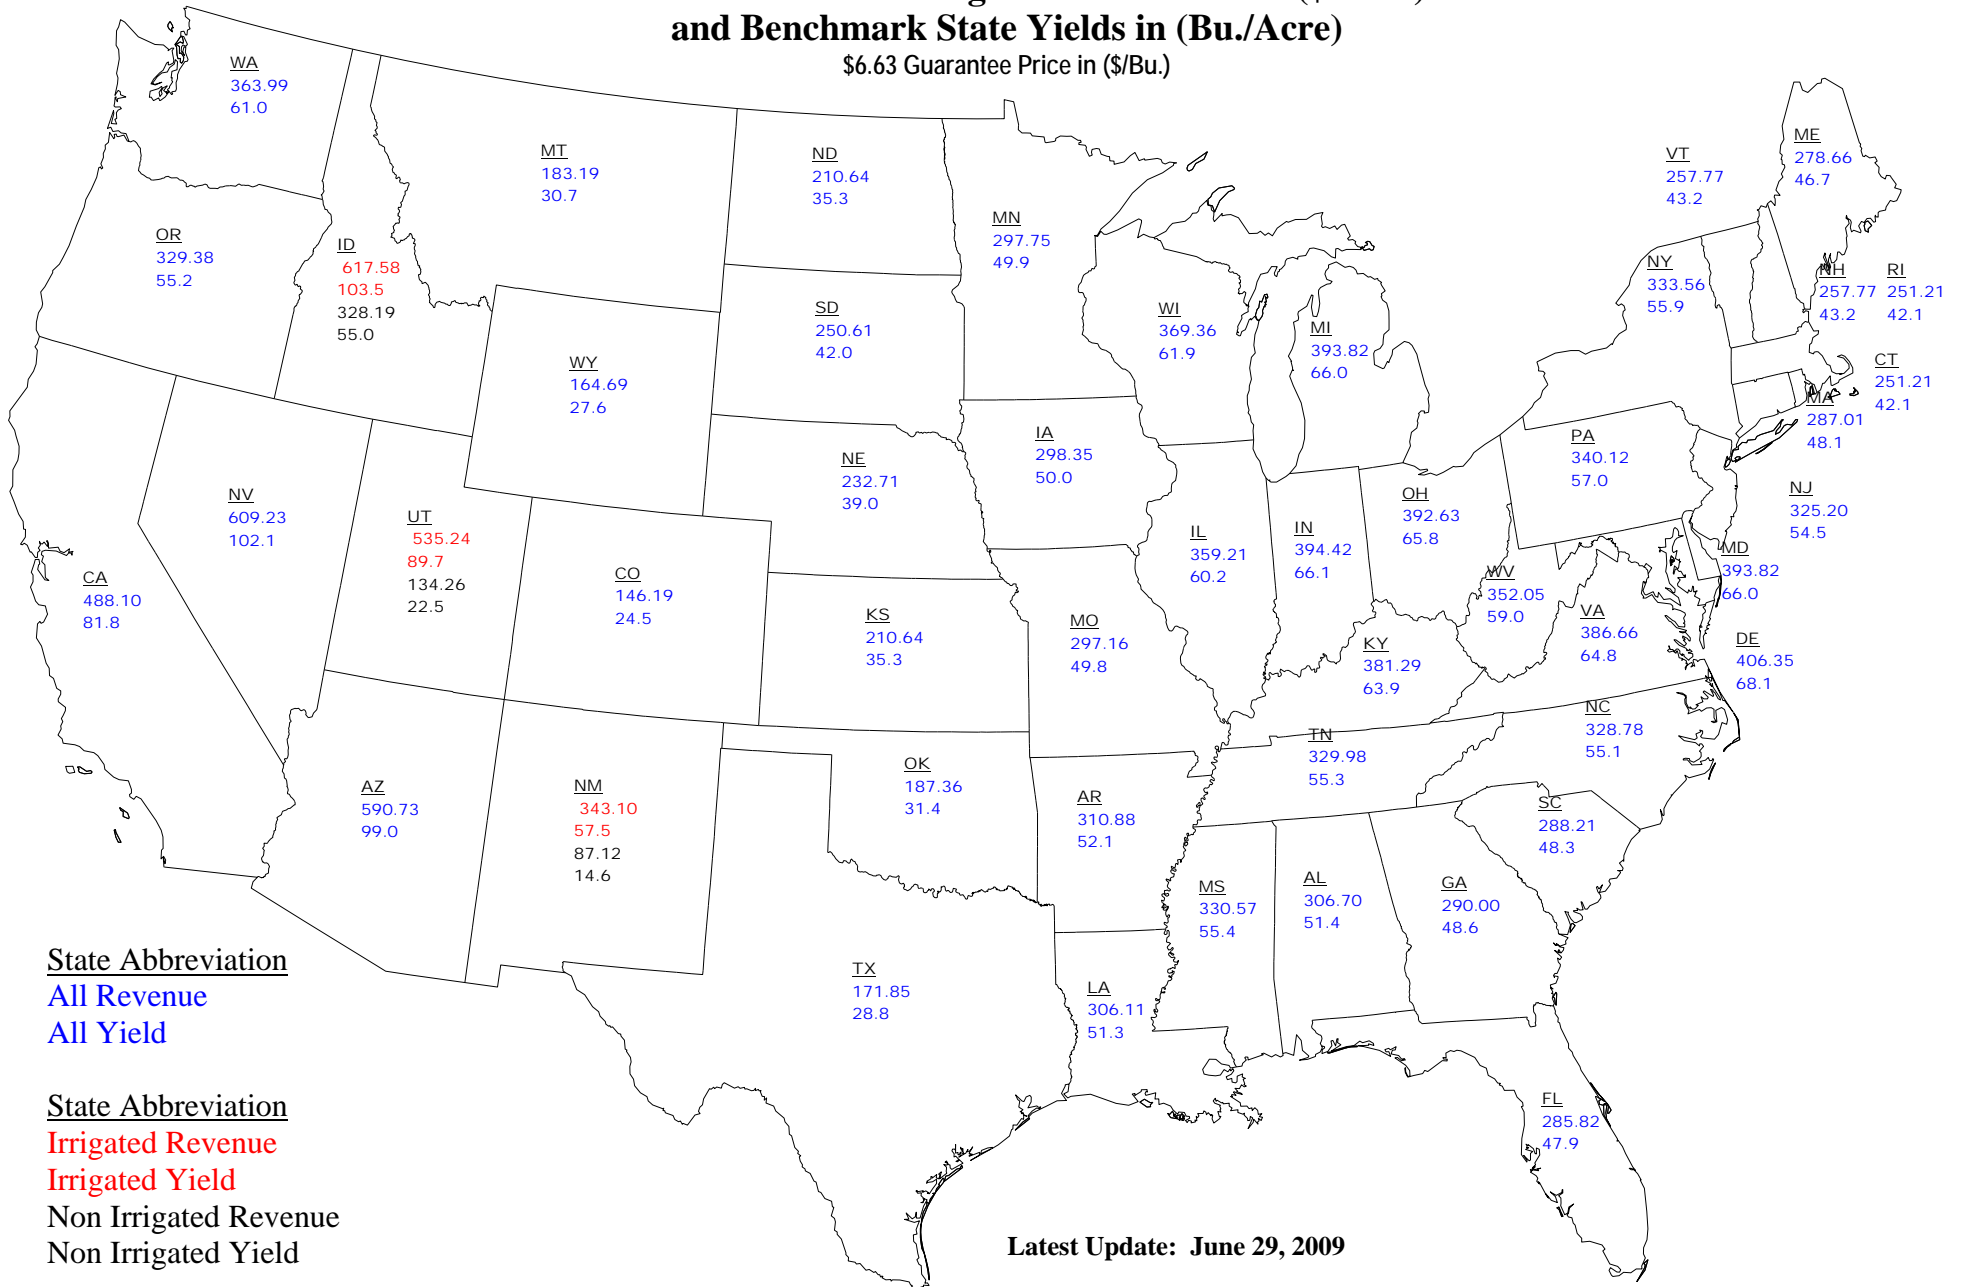 and Benchmark State Yields in (Bu./Acre)
$6.63 Guarantee Price in ($/Bu.)
WA
363.99
61.0
MT
183.19
30.7
ND
210.64
35.3
MN
297.75
49.9
VT
257.77
43.2
ME
278.66
46.7
OR
329.38
55.2
ID
617.58
103.5
328.19
55.0
SD
250.61
42.0
WI
369.36
61.9
MI
393.82
66.0
NY
333.56
55.9
NH
257.77
43.2
RI
251.21
42.1
WY
164.69
27.6
CT
251.21
42.1
MA
287.01
48.1
IA
298.35
50.0
NE
232.71
39.0
PA
340.12
57.0
NJ
325.20
54.5
NV
609.23
102.1
UT
535.24
89.7
134.26
22.5
OH
392.63
65.8
IL
359.21
60.2
IN
394.42
66.1
MD
393.82
66.0
CA
488.10
81.8
CO
146.19
24.5
WV
352.05
59.0
KS
210.64
35.3
MO
297.16
49.8
VA
386.66
64.8
KY
381.29
63.9
DE
406.35
68.1
NC
328.78
55.1
TN
329.98
55.3
AZ
590.73
99.0
NM
343.10
57.5
87.12
14.6
OK
187.36
31.4
AR
310.88
52.1
SC
288.21
48.3
MS
330.57
55.4
AL
306.70
51.4
GA
290.00
48.6
TX
171.85
28.8
LA
306.11
51.3
FL
285.82
47.9
State Abbreviation
All Revenue
All Yield
State Abbreviation
Irrigated Revenue
Irrigated Yield
Non Irrigated Revenue
Non Irrigated Yield
Latest Update: June 29, 2009